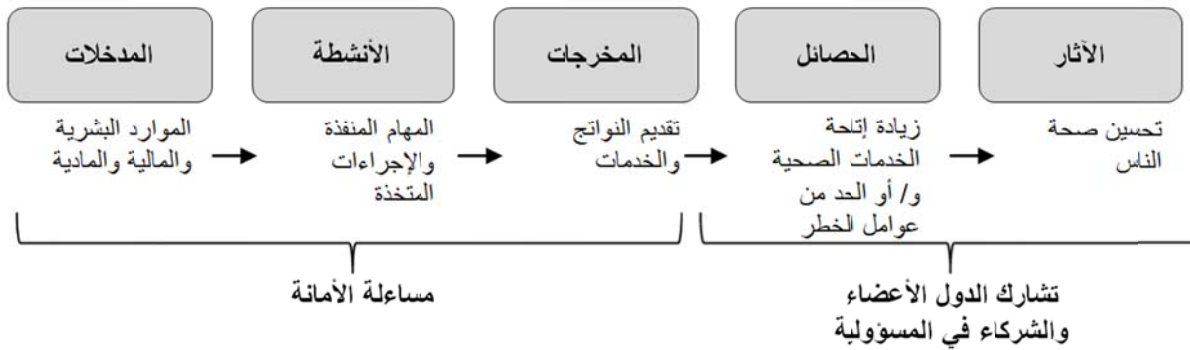 المدخلات
الموارد البشرية
والمالية والمادية
الأنشطة
المهام المنفذة
والإجراءات
المتخذة
المخرجات
تقديم النواتج
والخدمات
الحصائل
زيادة إتاحة
الخدمات الصحية
و/ أو الحد من
عوامل الخطر
الآثار
تحسين صحة
الناس
مساءلة الأمانة
تشارك الدول الأعضاء
والشركاء في المسؤولية